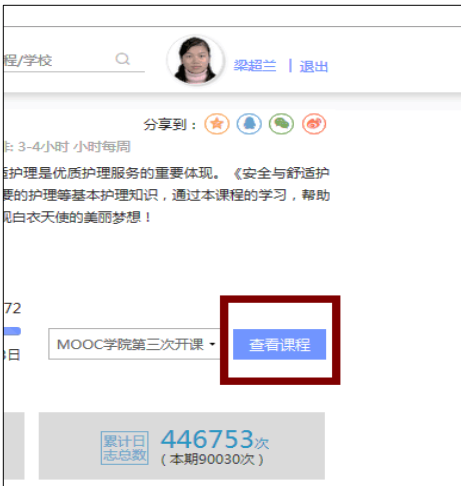 程/学校
梁超兰 | 退出
分享到：
: 3-4小时 小时每周
适护理是优质护理服务的重要体现。《安全与舒适护
要的护理等基本护理知识，通过本课程的学习，帮助
现白衣天使的美丽梦想！
72
日
MOOC学院第三次开课
查看课程
累计日志总数
446753次
（本期90030次）